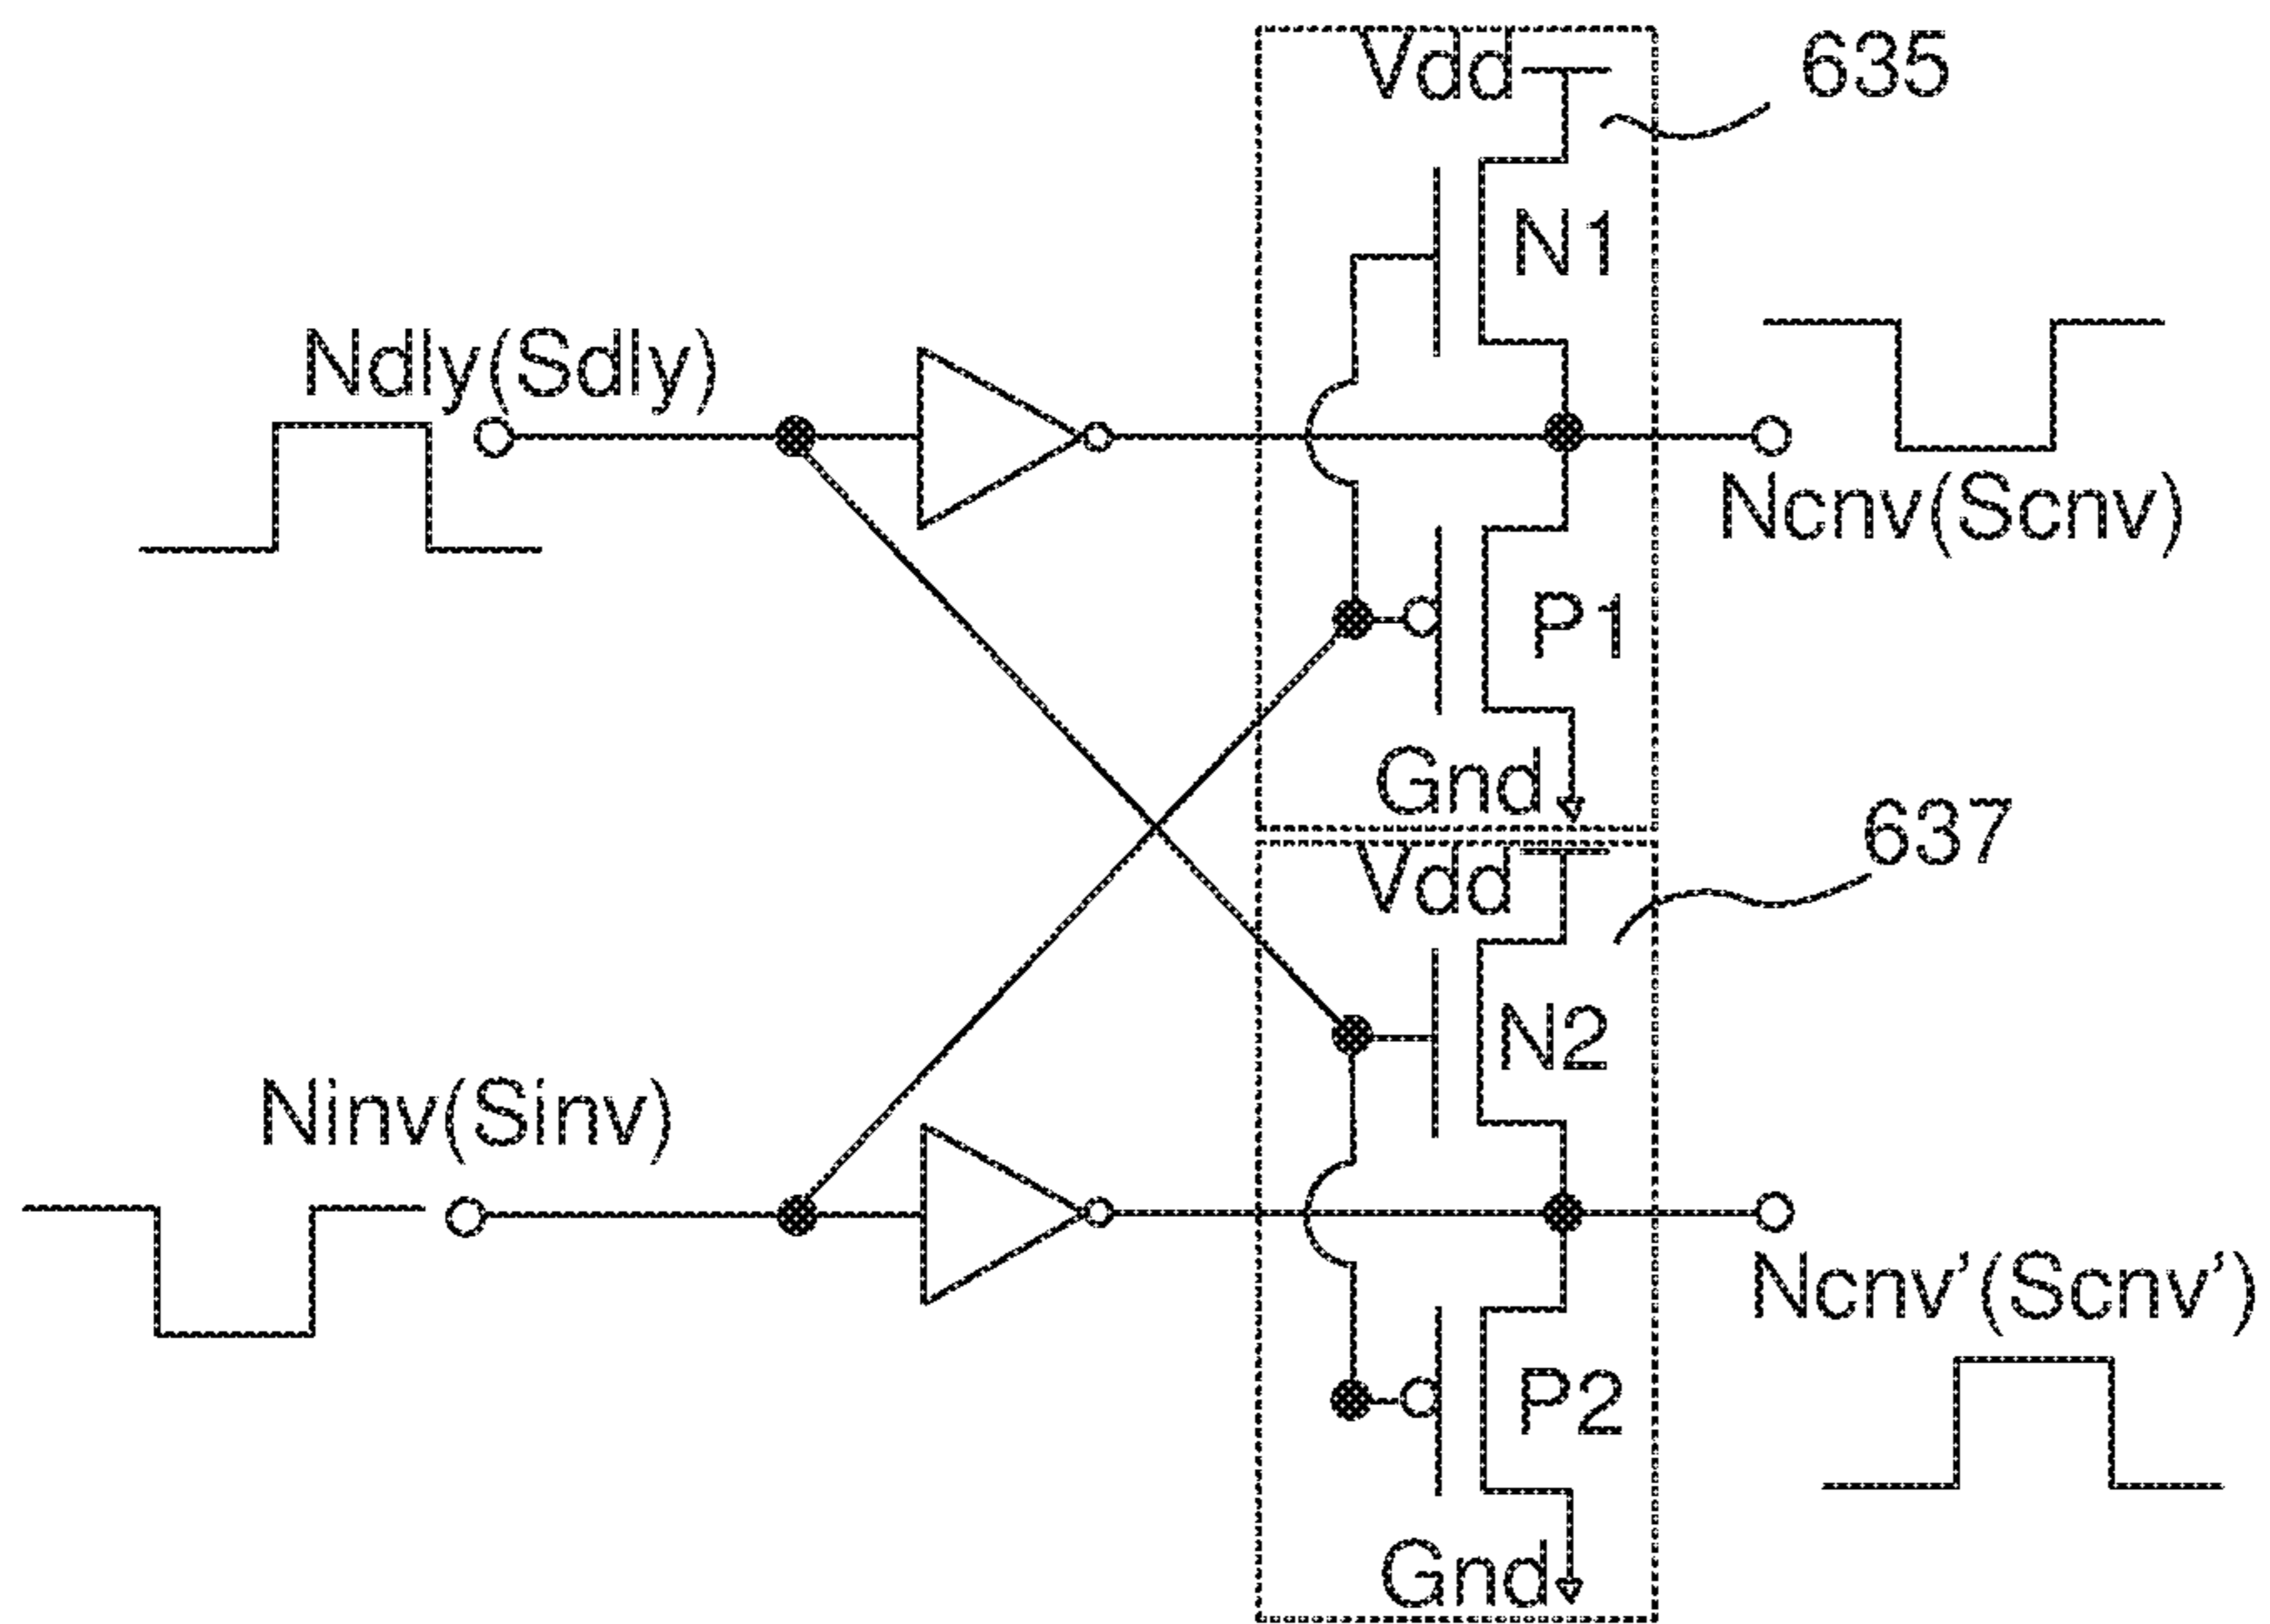 Vdd
635
N1
Ndly(Sdly)
Ncnv(Scnv)
P1
Gnd
637
Vdd
N2
Ninv(Sinv)
Ncnv'(Scnv')
P2
Gnd